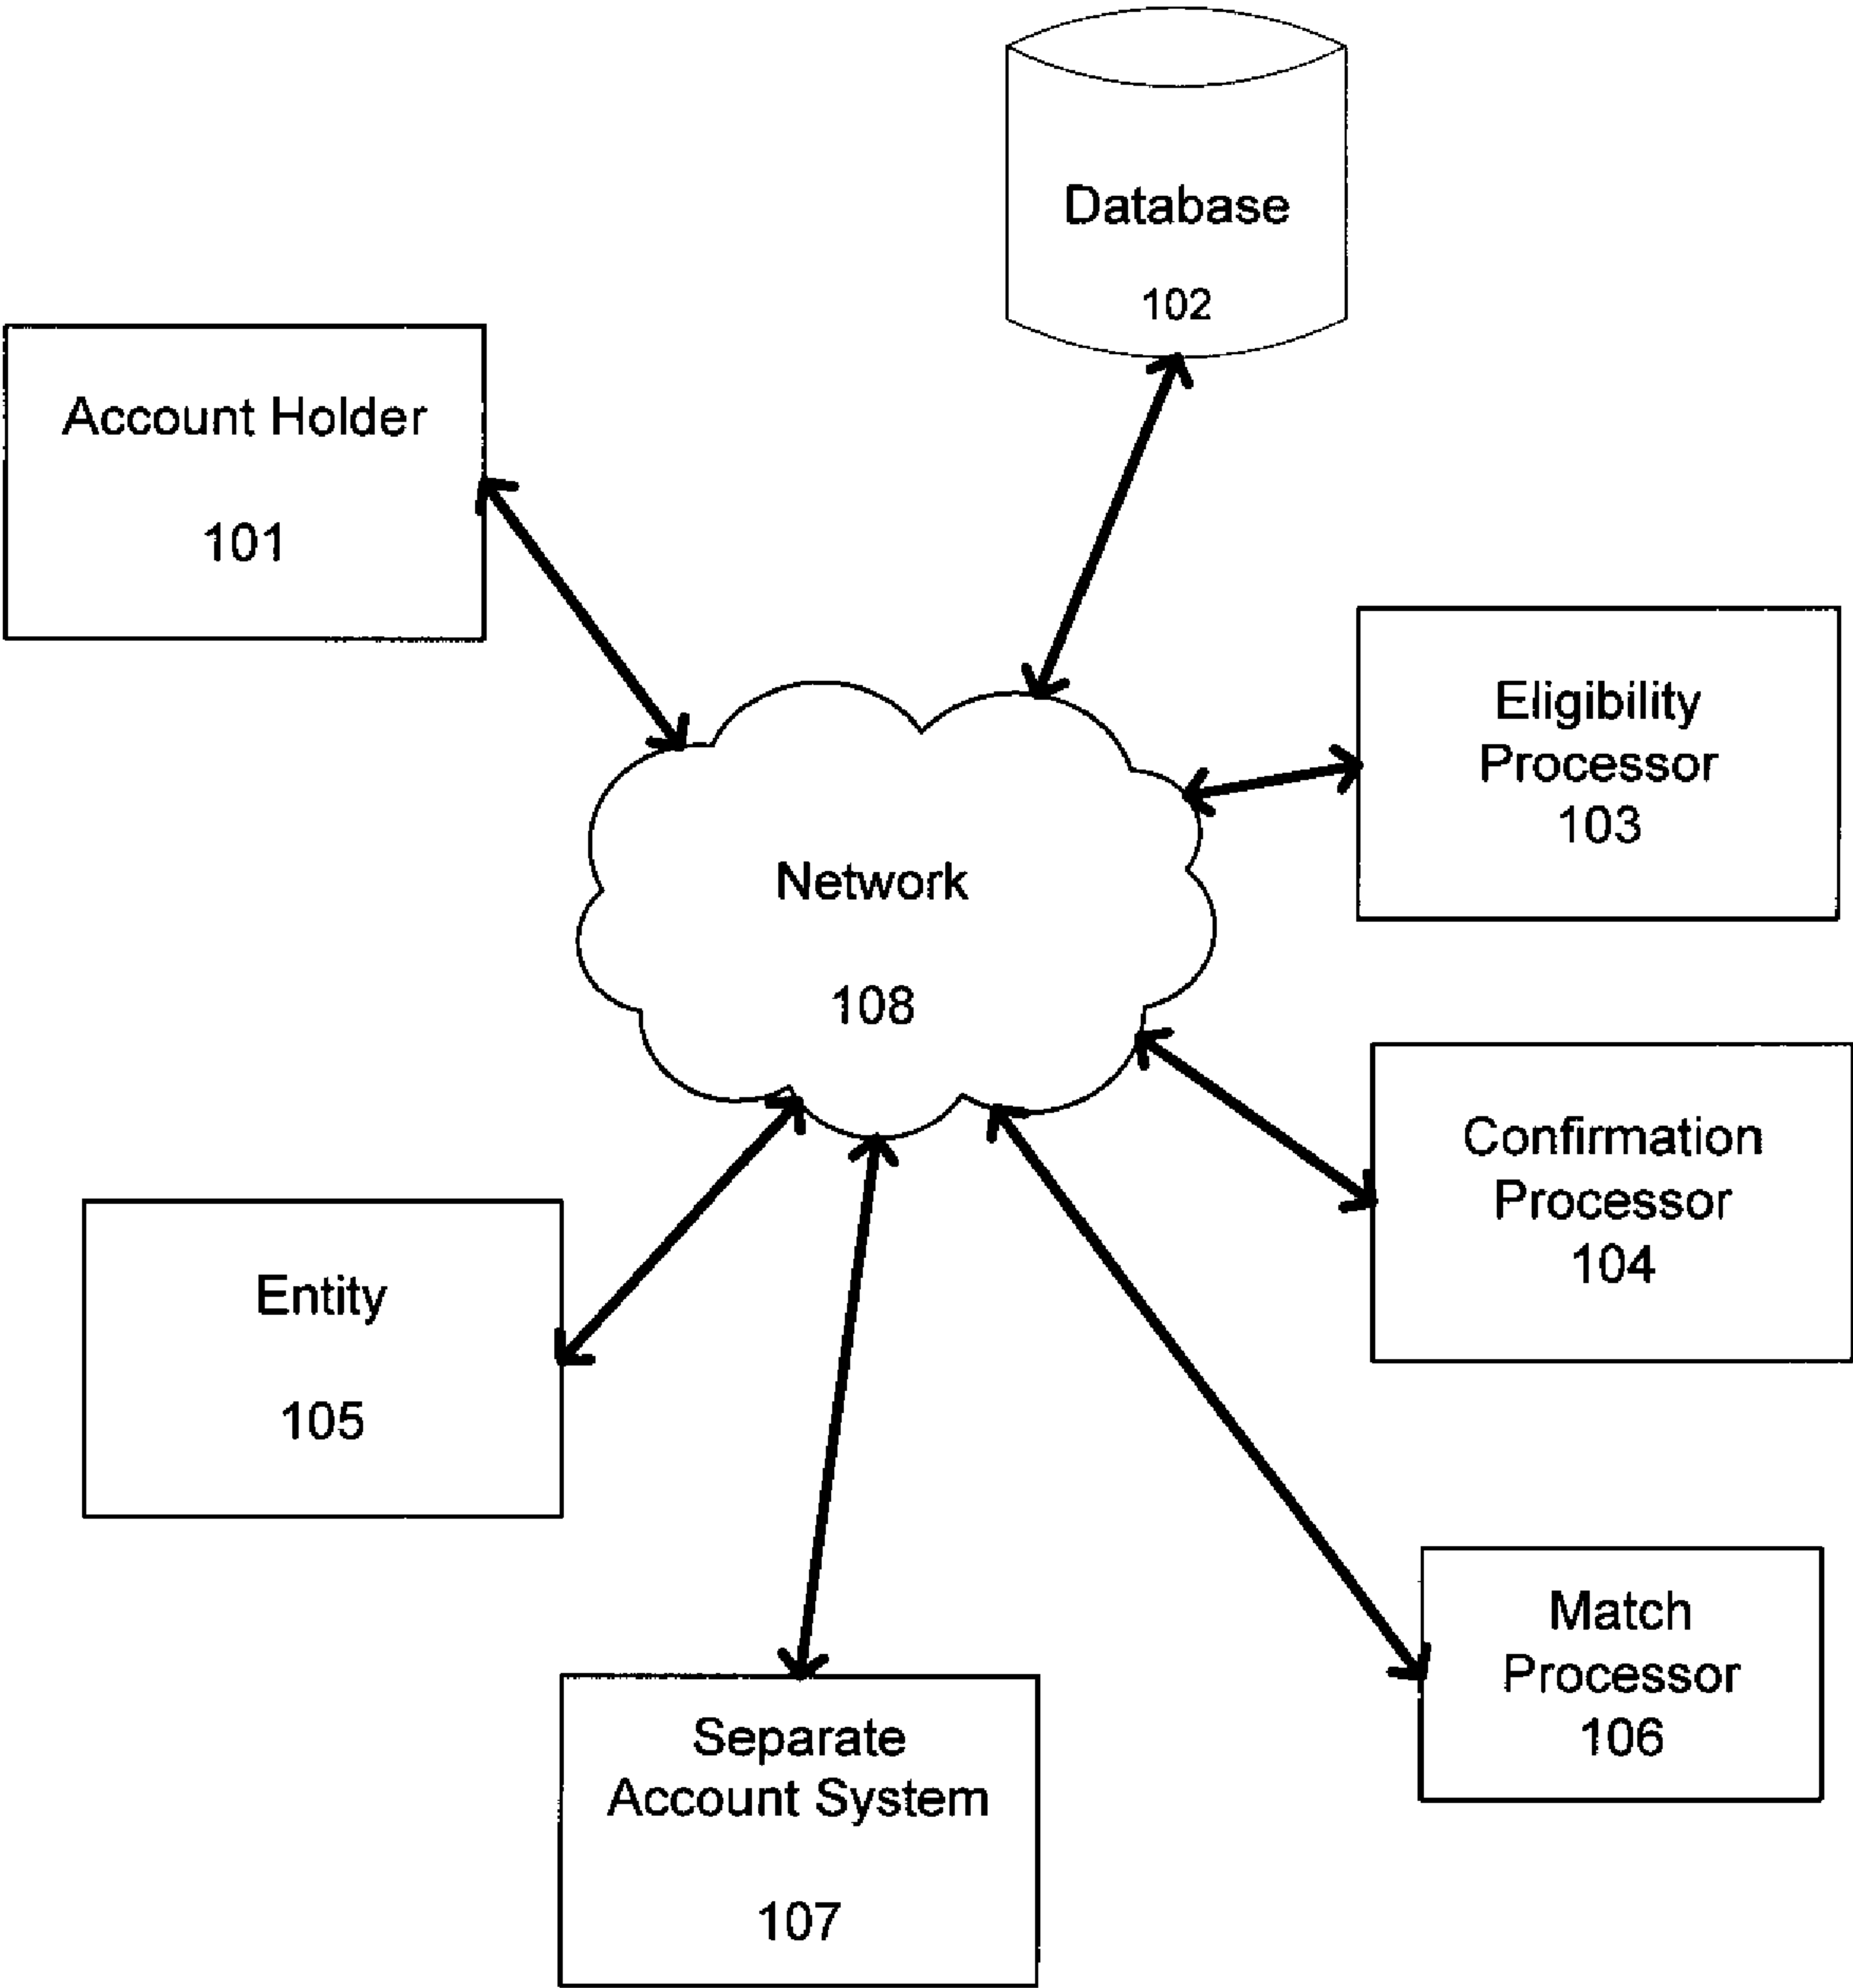 Database
102
Account Holder
101
Eligibility
Processor
103
Network
108
Confirmation
Processor
104
Entity
105
Match
Processor
106
Separate
Account System
107